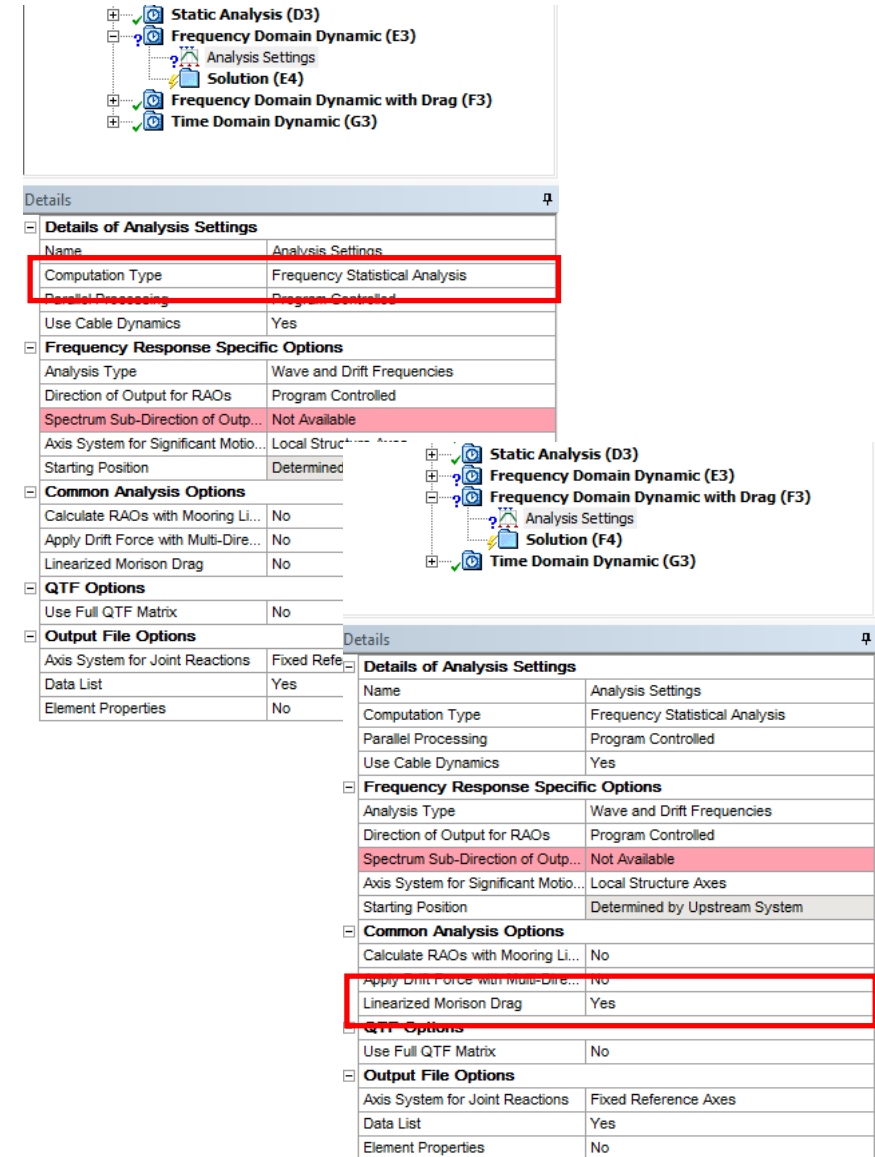 Static Analysis (D3)
Frequency Domain Dynamic (E3)
Analysis Settings
Solution (E4)
Frequency Domain Dynamic with Drag (F3)
Time Domain Dynamic (G3)
Details
Details of Analysis Settings
Name Analysis Settings
Computation Type Frequency Statistical Analysis
Parallel Processing Program Controlled
Use Cable Dynamics Yes
Frequency Response Specific Options
Analysis Type Wave and Drift Frequencies
Direction of Output for RAOs Program Controlled
Spectrum Sub-Direction of Outp... Not Available
Axis System for Significant Motio... Local Structure Axes
Starting Position Determined
Common Analysis Options
Calculate RAOs with Mooring Li... No
Apply Drift Force with Multi-Dire... No
Linearized Morison Drag No
QTF Options
Use Full QTF Matrix No
Output File Options
Axis System for Joint Reactions Fixed Refe
Data List Yes
Element Properties No
Static Analysis (D3)
Frequency Domain Dynamic (E3)
Frequency Domain Dynamic with Drag (F3)
Analysis Settings
Solution (F4)
Time Domain Dynamic (G3)
Details
Details of Analysis Settings
Name Analysis Settings
Computation Type Frequency Statistical Analysis
Parallel Processing Program Controlled
Use Cable Dynamics Yes
Frequency Response Specific Options
Analysis Type Wave and Drift Frequencies
Direction of Output for RAOs Program Controlled
Spectrum Sub-Direction of Outp... Not Available
Axis System for Significant Motio... Local Structure Axes
Starting Position Determined by Upstream System
Common Analysis Options
Calculate RAOs with Mooring Li... No
Apply Drift Force with Multi-Dire... No
Linearized Morison Drag Yes
QTF Options
Use Full QTF Matrix No
Output File Options
Axis System for Joint Reactions Fixed Reference Axes
Data List Yes
Element Properties No